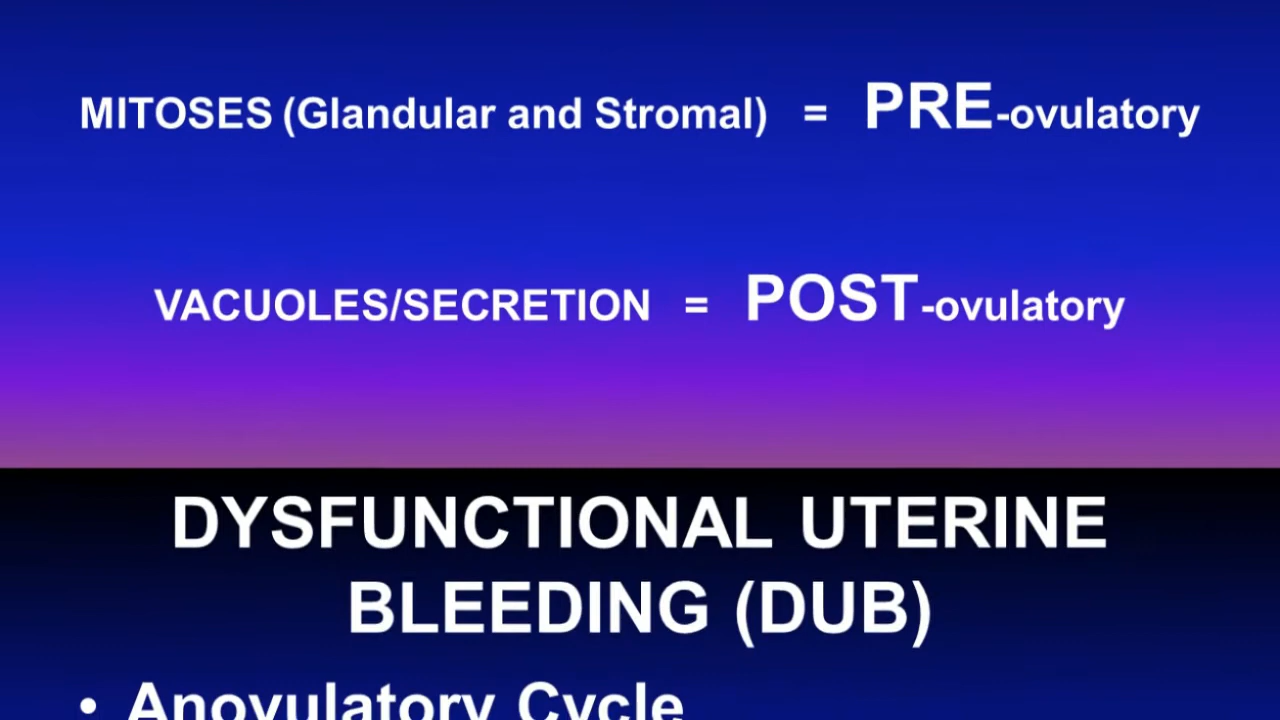 MITOSES (Glandular and Stromal) = PRE-ovulatory
VACUOLES/SECRETION = POST-ovulatory
DYSFUNCTIONAL UTERINE
BLEEDING (DUB)
• Anovulatory Cycle